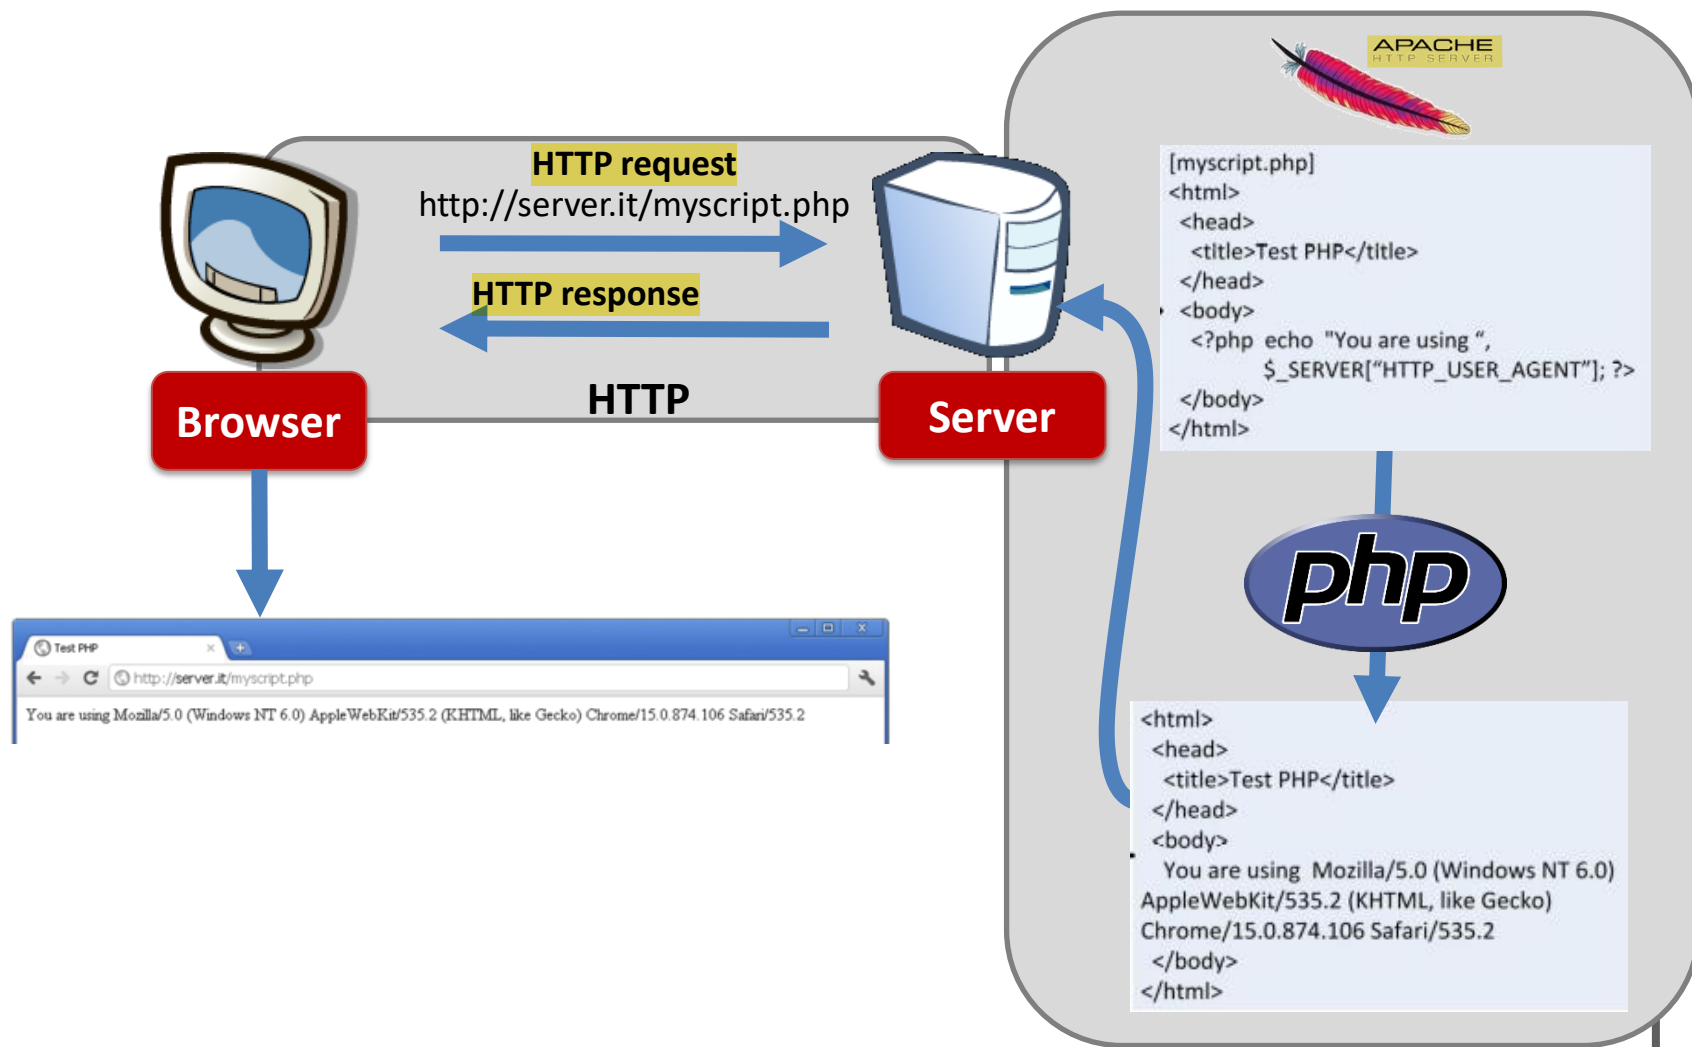 APACHE
HTTP SERVER
HTTP request
http://server.it/myscript.php
HTTP response
HTTP
Browser
Server
[myscript.php]
<html>
<head>
<title>Test PHP</title>
</head>
<body>
<?php echo "You are using “,
$_SERVER[“HTTP_USER_AGENT”]; ?>
</body>
</html>
php
Test PHP
http://server.it/myscript.php
You are using Mozilla/5.0 (Windows NT 6.0) AppleWebKit/535.2 (KHTML, like Gecko) Chrome/15.0.874.106 Safari/535.2
<html>
<head>
<title>Test PHP</title>
</head>
<body>
You are using Mozilla/5.0 (Windows NT 6.0)
AppleWebKit/535.2 (KHTML, like Gecko)
Chrome/15.0.874.106 Safari/535.2
</body>
</html>